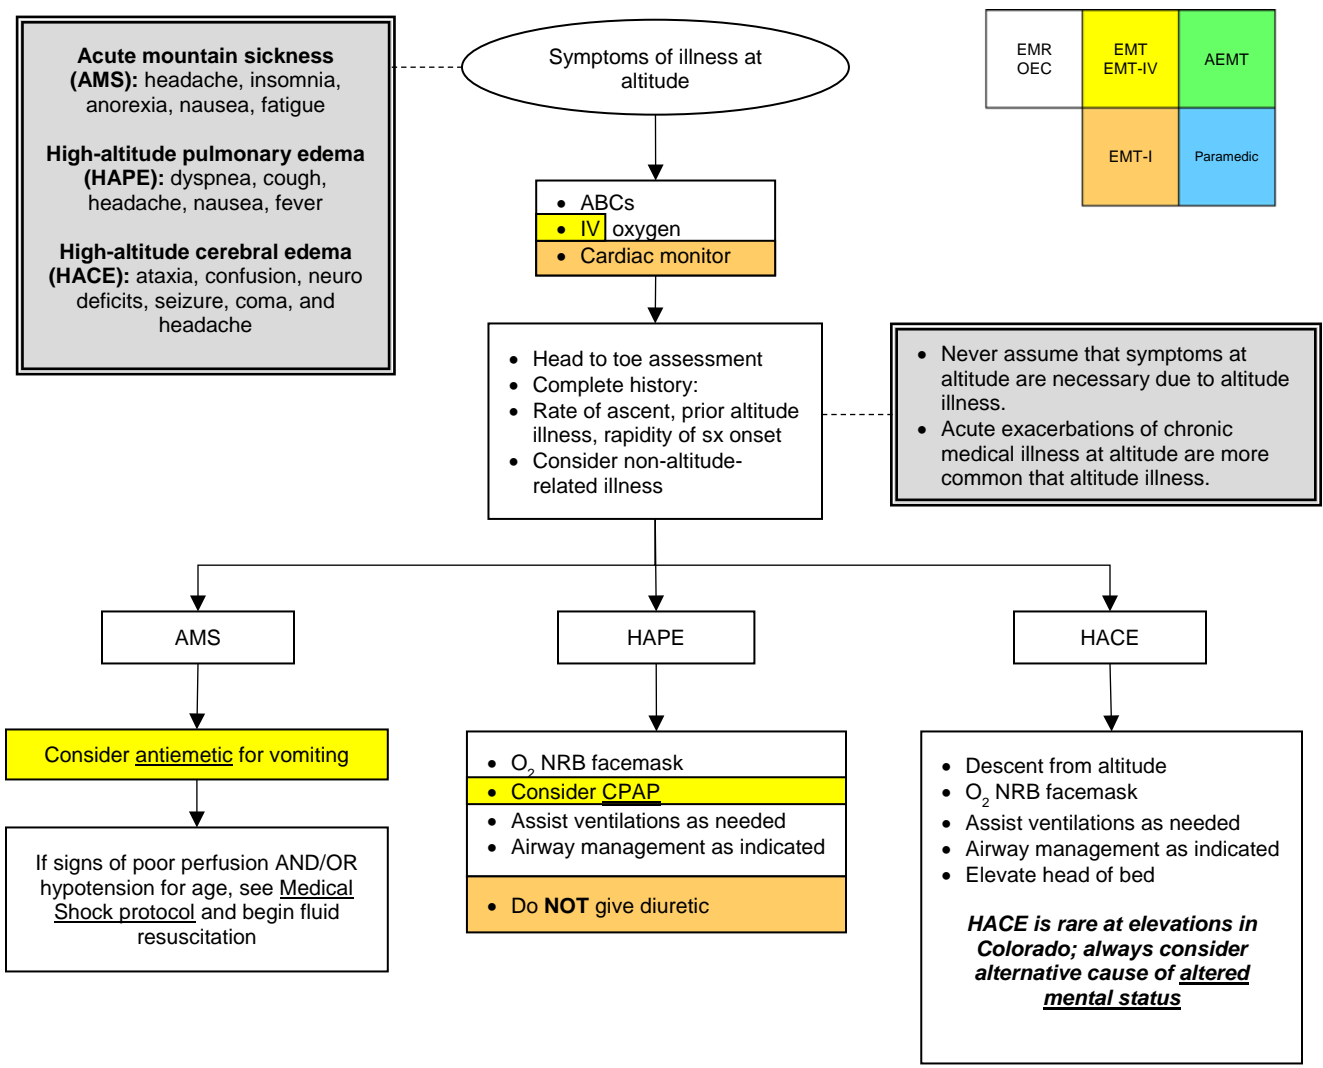 Acute mountain sickness
(AMS): headache, insomnia,
anorexia, nausea, fatigue
High-altitude pulmonary edema
(HAPE): dyspnea, cough,
headache, nausea, fever
High-altitude cerebral edema
(HACE): ataxia, confusion, neuro
deficits, seizure, coma, and
headache
Symptoms of illness at
altitude
EMR
OEC
EMT
EMT-IV
AEMT
EMT-I
Paramedic
• ABCs
• IV oxygen
• Cardiac monitor
• Head to toe assessment
• Complete history:
• Rate of ascent, prior altitude
illness, rapidity of sx onset
• Consider non-altitude-
related illness
• Never assume that symptoms at
altitude are necessary due to altitude
illness.
• Acute exacerbations of chronic
medical illness at altitude are more
common that altitude illness.
AMS
Consider antiemetic for vomiting
If signs of poor perfusion AND/OR
hypotension for age, see Medical
Shock protocol and begin fluid
resuscitation
HAPE
• O2 NRB facemask
• Consider CPAP
• Assist ventilations as needed
• Airway management as indicated
• Do NOT give diuretic
HACE
• Descent from altitude
• O2 NRB facemask
• Assist ventilations as needed
• Airway management as indicated
• Elevate head of bed
HACE is rare at elevations in
Colorado; always consider
alternative cause of altered
mental status